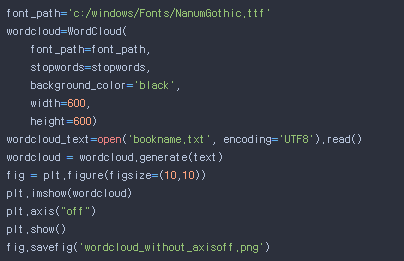 font_path='c:/windows/Fonts/NanumGothic.ttf'
wordcloud=WordCloud(
    font_path=font_path,
    stopwords=stopwords,
    background_color='black',
    width=600,
    height=600)
wordcloud_text=open('bookname.txt', encoding='UTF8').read()
wordcloud = wordcloud.generate(text)
fig = plt.figure(figsize=(10,10))
plt.imshow(wordcloud)
plt.axis("off")
plt.show()
fig.savefig('wordcloud_without_axisoff.png')